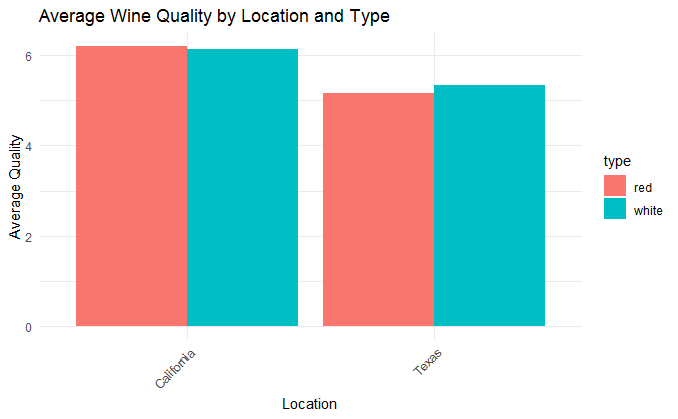 Average Wine Quality by Location and Type
6
4
2
0
Average Quality
California
Texas
Location
type
red
white